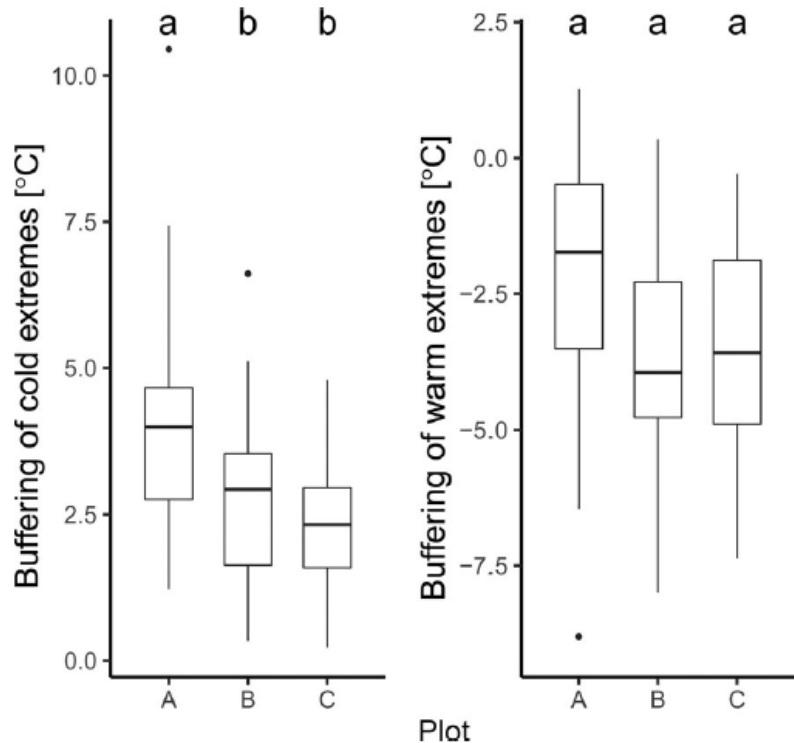 a b b
10.0
7.5
5.0
2.5
0.0
Buffering of cold extremes [°C]
A B C
a a a
2.5
0.0
−2.5
−5.0
−7.5
Buffering of warm extremes [°C]
A B C
Plot